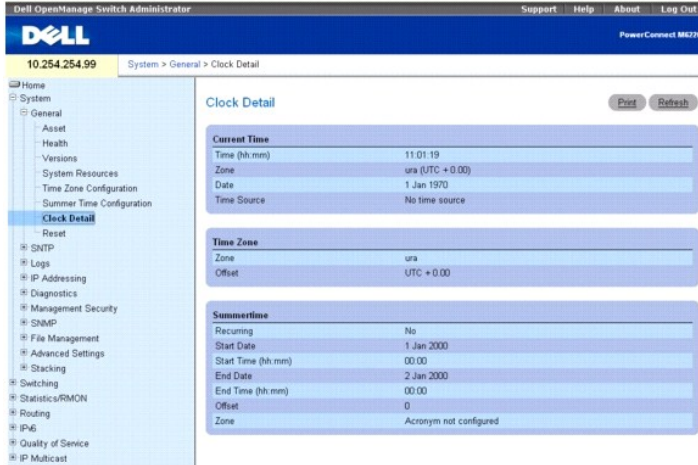 Dell OpenManage Switch Administrator Support Help About Log Out
DELL
PowerConnect M6220
10.254.254.99 System > General > Clock Detail
Home
System
General
Asset
Health
Versions
System Resources
Time Zone Configuration
Summer Time Configuration
Clock Detail
Reset
SNTP
Logs
IP Addressing
Diagnostics
Management Security
SNMP
File Management
Advanced Settings
Stacking
Switching
Statistics/RMON
Routing
IPv6
Quality of Service
IP Multicast
Clock Detail
Print Refresh
Current Time
Time (hh:mm) 11:01:19
Zone ura (UTC + 0.00)
Date 1 Jan 1970
Time Source No time source
Time Zone
Zone ura
Offset UTC + 0.00
Summertime
Recurring No
Start Date 1 Jan 2000
Start Time (hh:mm) 00:00
End Date 2 Jan 2000
End Time (hh:mm) 00:00
Offset 0
Zone Acronym not configured